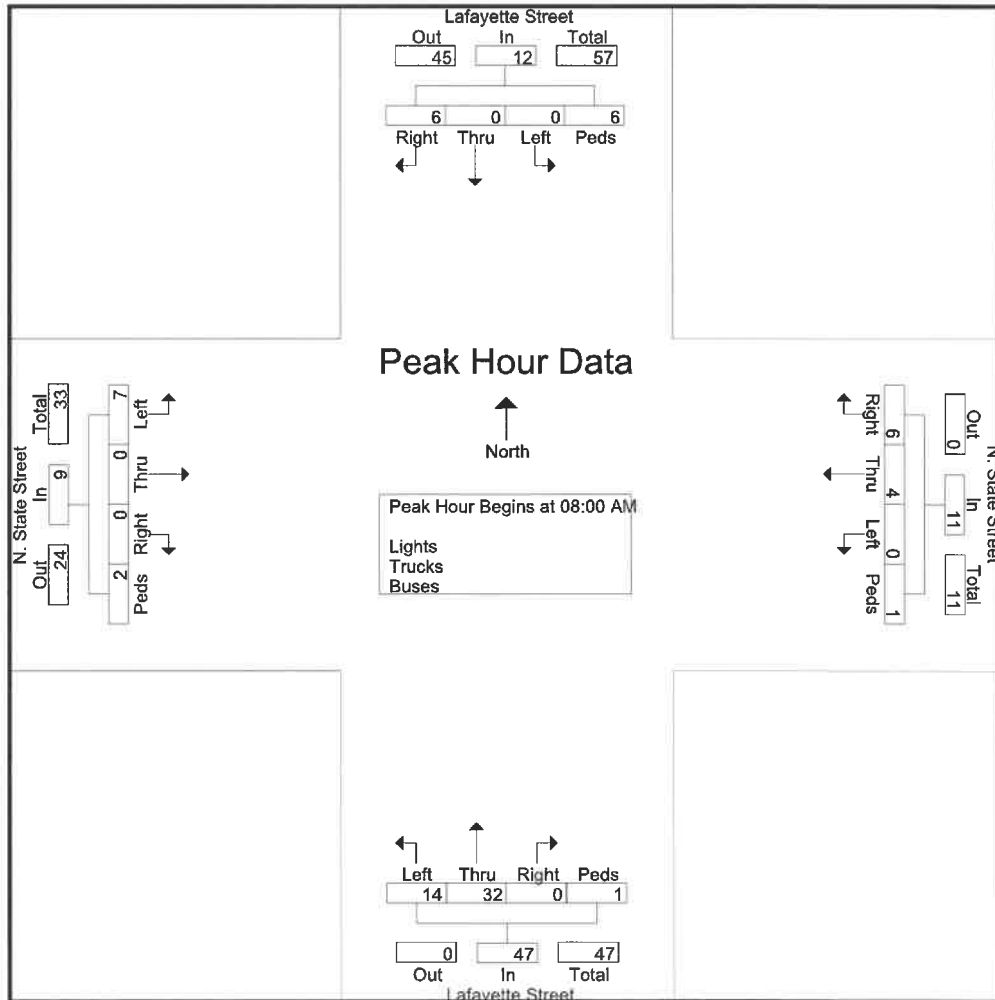 Lafayette Street
Out In Total
45 12 57
6 0 0 6
Right Thru Left Peds
Peak Hour Data
North
Peak Hour Begins at 08:00 AM
Lights
Trucks
Buses
N. State Street
Out In Total
24 9 33
2 0 0 7
Peds Right Thru Left
N. State Street
Out In Total
0 11 11
6 4 0 1
Right Thru Left Peds
Left Thru Right Peds
14 32 0 1
0 47 47
Out In Total
Lafayette Street